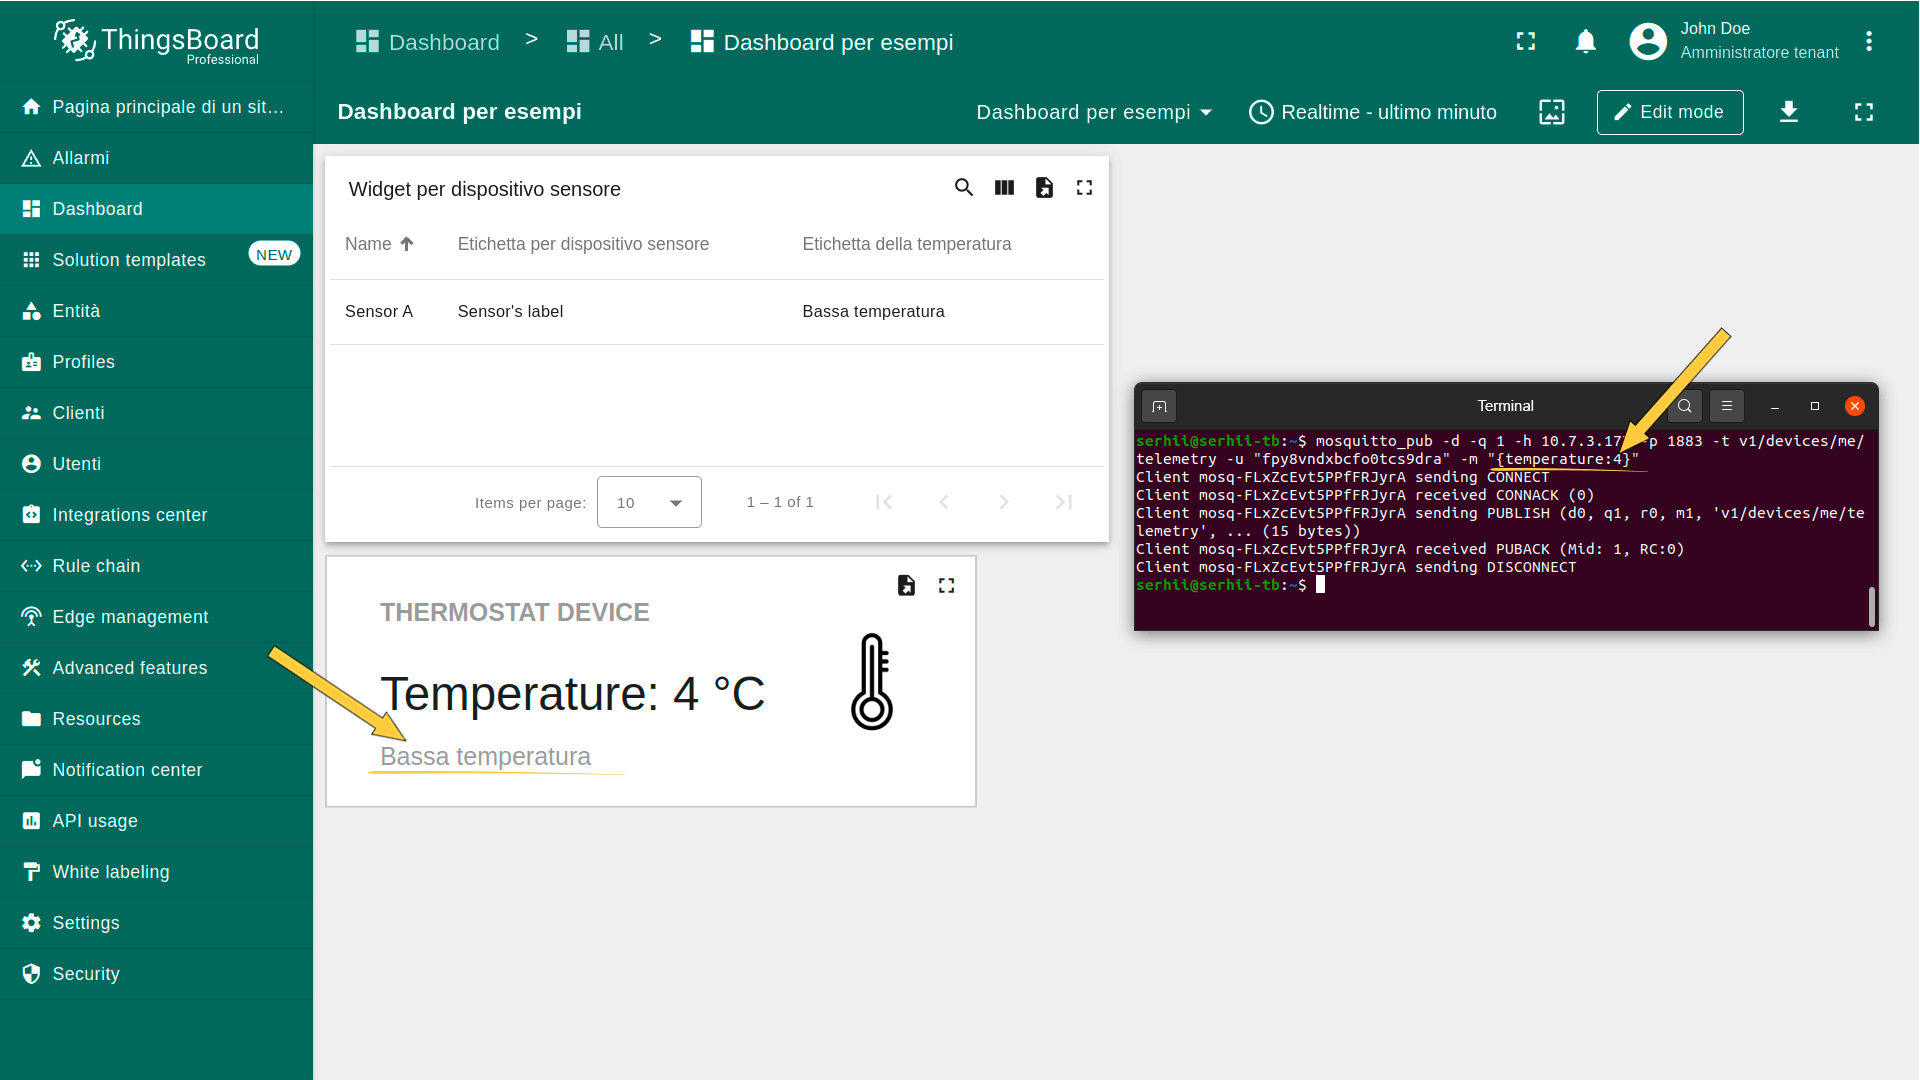 ThingsBoard
Professional
Dashboard > All > Dashboard per esempi
John Doe
Amministratore tenant
Dashboard per esempi
Dashboard per esempi
Realtime - ultimo minuto
Edit mode
Pagina principale di un sit...
Allarmi
Dashboard
Solution templates
NEW
Entità
Profiles
Clienti
Utenti
Integrations center
Rule chain
Edge management
Advanced features
Resources
Notification center
API usage
White labeling
Settings
Security
Widget per dispositivo sensore
Name Etichetta per dispositivo sensore Etichetta della temperatura
Sensor A Sensor's label Bassa temperatura
Items per page: 10 1 – 1 of 1
THERMOSTAT DEVICE
Temperature: 4 °C
Bassa temperatura
Terminal
serhii@serhii-tb:~$ mosquitto_pub -d -q 1 -h -p 1883 -t v1/devices/me/
telemetry -u "fpy8vndxbcfo0tcs9dra" -m "{temperature:4}"
Client mosq-FLxZcEvt5PPfFRJyrA sending CONNECT
Client mosq-FLxZcEvt5PPfFRJyrA received CONNACK (0)
Client mosq-FLxZcEvt5PPfFRJyrA sending PUBLISH (d0, q1, r0, m1, 'v1/devices/me/te
lemetry', ... (15 bytes))
Client mosq-FLxZcEvt5PPfFRJyrA received PUBACK (Mid: 1, RC:0)
Client mosq-FLxZcEvt5PPfFRJyrA sending DISCONNECT
serhii@serhii-tb:~$